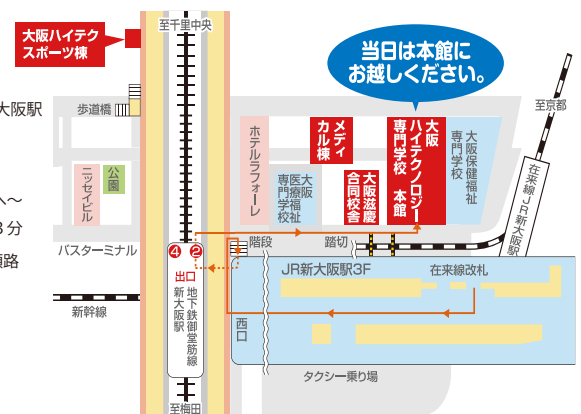 大阪ハイテク
スポーツ棟
至千里中央
当日は本館に
お越しください。
大阪駅
歩道橋
至京都
ホテルラフォーレ
メディ
カル棟
大阪
ハイテクノロジー
専門学校 本館
大阪保健福祉
専門学校
ニッセイビル
公園
大阪
医療福祉
専門学校
大阪滋慶
合同校舎
在来線JR新大阪駅
へ～
3分
順路
バスターミナル
4
2
階段
踏切
出口
JR新大阪駅3F
在来線改札
地下鉄御堂筋線
新大阪駅
新幹線
西口
タクシー乗り場
至梅田